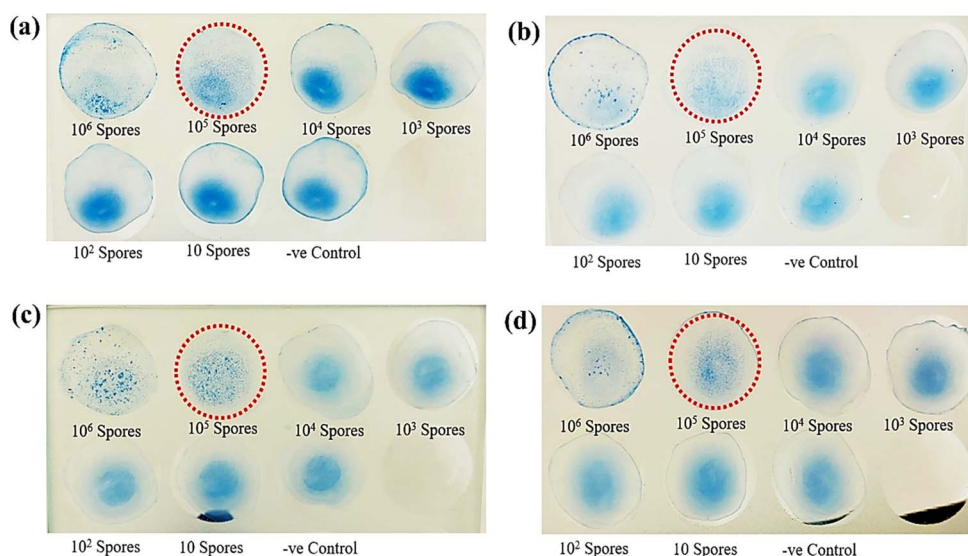 (a)
10⁶ Spores 10⁵ Spores 10⁴ Spores 10³ Spores
10² Spores 10 Spores -ve Control
(b)
10⁶ Spores 10⁵ Spores 10⁴ Spores 10³ Spores
10² Spores 10 Spores -ve Control
(c)
10⁶ Spores 10⁵ Spores 10⁴ Spores 10³ Spores
10² Spores 10 Spores -ve Control
(d)
10⁶ Spores 10⁵ Spores 10⁴ Spores 10³ Spores
10² Spores 10 Spores -ve Control